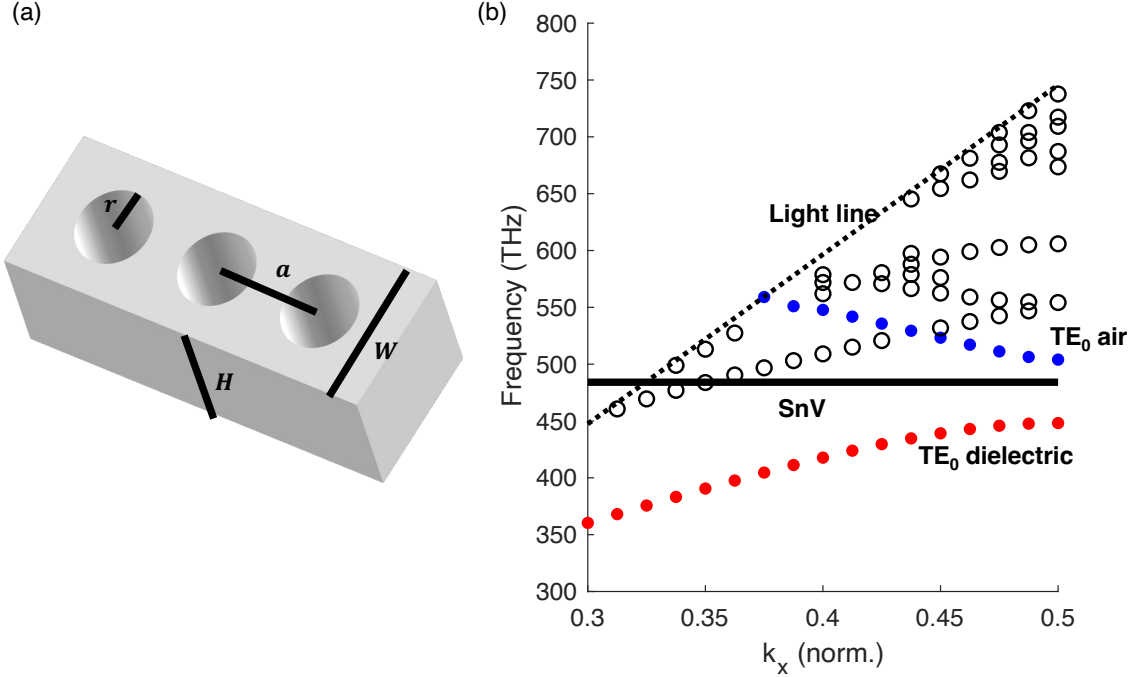 (a)
r
a
W
H
(b)
Frequency (THz)
800
750
700
650
600
550
500
450
400
350
300
Light line
TE₀ air
SnV
TE₀ dielectric
0.3
0.35
0.4
0.45
0.5
kₓ (norm.)